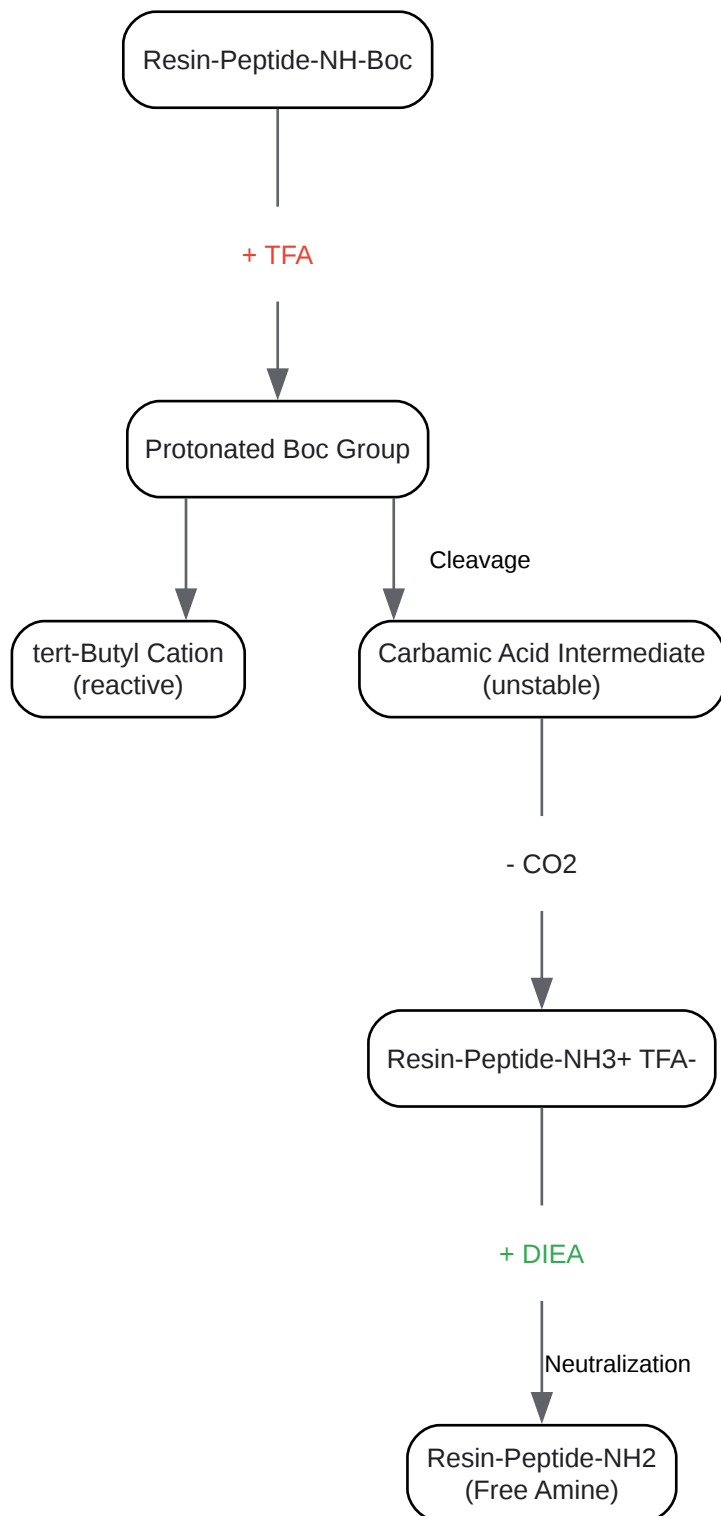 Resin-Peptide-NH-Boc
+ TFA
Protonated Boc Group
Cleavage
tert-Butyl Cation
(reactive)
Carbamic Acid Intermediate
(unstable)
- CO2
Resin-Peptide-NH3+ TFA-
+ DIEA
Neutralization
Resin-Peptide-NH2
(Free Amine)